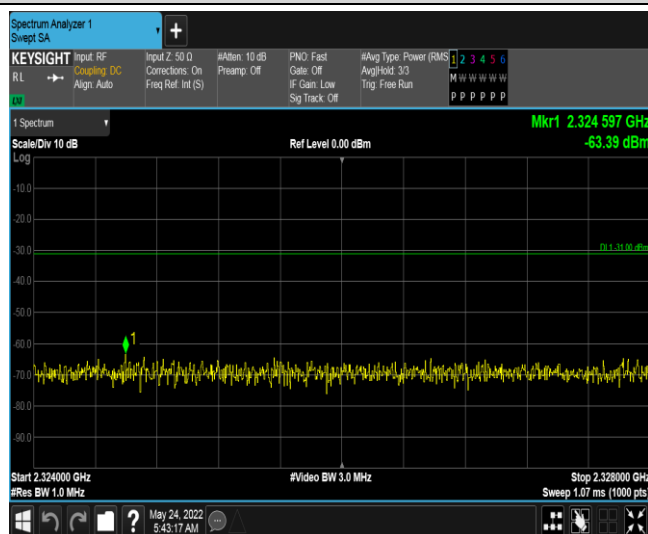 Spectrum Analyzer 1
Swept SA
+
KEYSIGHT Input: RF Input Z: 50 Ω #Atten: 10 dB PNO: Fast #Avg Type: Power (RMS 1 2 3 4 5 6
RL Coupling: DC Corrections: On Preamp: Off Gate: Off Avg|Hold: 3/3 M W W W W W
Align: Auto Freq Ref: Int (S) IF Gain: Low Trig: Free Run
Sig Track: Off P P P P P P
LXI
1 Spectrum Mkr1 2.324 597 GHz
Scale/Div 10 dB Ref Level 0.00 dBm -63.39 dBm
Log
-10.0
-20.0
-30.0 DL1 -31.00 dBm
-40.0
-50.0
-60.0 1
-70.0
-80.0
-90.0
Start 2.324000 GHz #Video BW 3.0 MHz Stop 2.328000 GHz
#Res BW 1.0 MHz Sweep 1.07 ms (1000 pts)
? May 24, 2022
5:43:17 AM